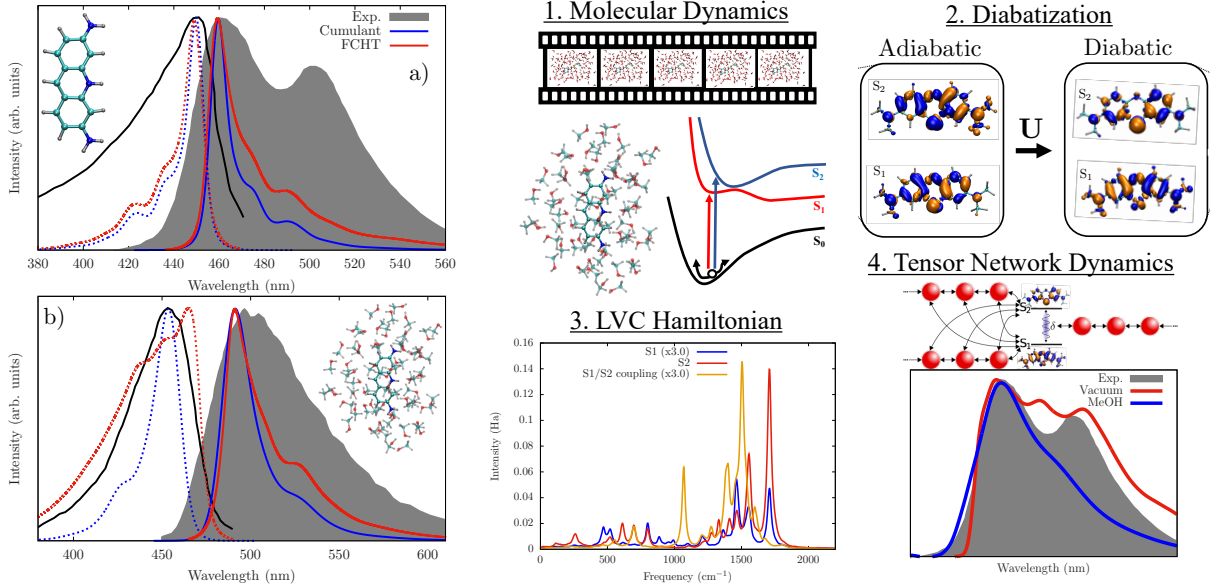 Exp.
Cumulant
FCHT
a)
Intensity (arb. units)
380 400 420 440 460 480 500 520 540 560
Wavelength (nm)
b)
Intensity (arb. units)
400 450 500 550 600
Wavelength (nm)
1. Molecular Dynamics
S2
S1
S0
2. Diabatization
Adiabatic
Diabatic
S2
S1
U
S2
S1
3. LVC Hamiltonian
S1 (x3.0)
S2
S1/S2 coupling (x3.0)
Intensity (Ha)
0.16
0.14
0.12
0.1
0.08
0.06
0.04
0.02
0
0 500 1000 1500 2000
Frequency (cm⁻¹)
4. Tensor Network Dynamics
S2
δ
S1
Exp.
Vacuum
MeOH
Intensity (arb. units)
Wavelength (nm)